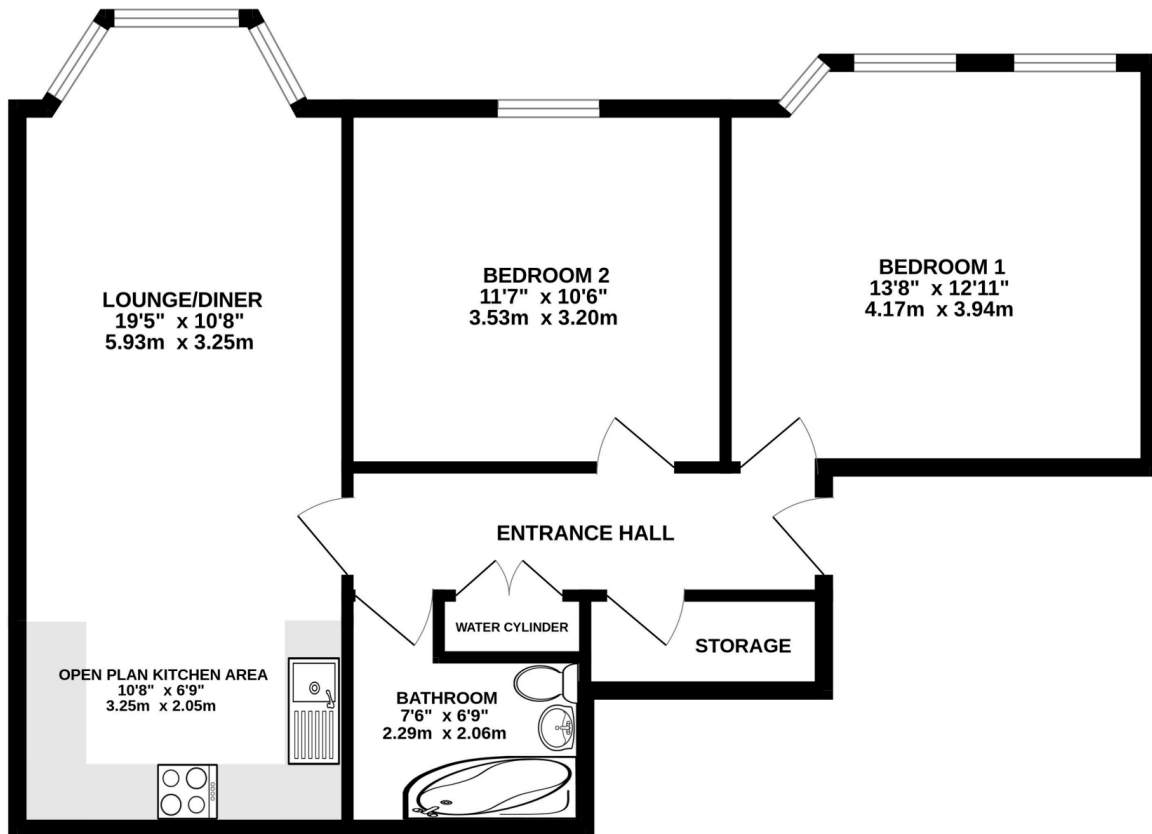 LOUNGE/DINER
19'5" x 10'8"
5.93m x 3.25m
BEDROOM 2
11'7" x 10'6"
3.53m x 3.20m
BEDROOM 1
13'8" x 12'11"
4.17m x 3.94m
ENTRANCE HALL
WATER CYLINDER
STORAGE
OPEN PLAN KITCHEN AREA
10'8" x 6'9"
3.25m x 2.05m
BATHROOM
7'6" x 6'9"
2.29m x 2.06m